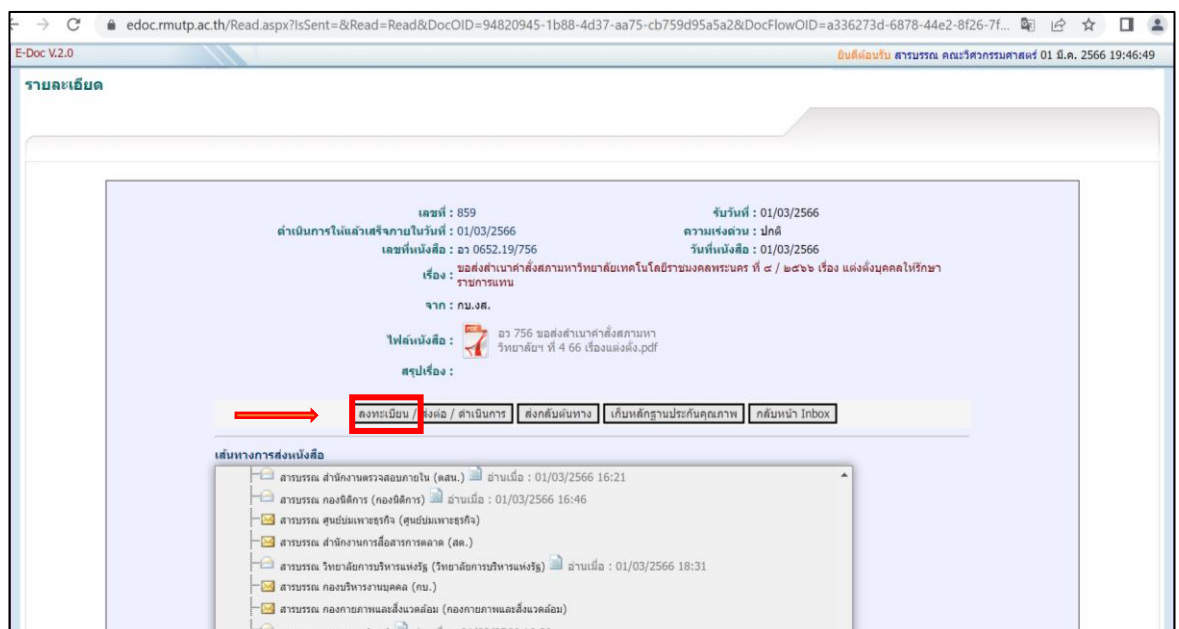 edoc.rmutp.ac.th/Read.aspx?IsSent=&Read=Read&DocOID=94820945-1b88-4d37-aa75-cb759d95a5a2&DocFlowOID=a336273d-6878-44e2-8f26-7f...
E-Doc V.2.0
ยินดีต้อนรับ สารบรรณ คณะวิศวกรรมศาสตร์ 01 มี.ค. 2566 19:46:49
รายละเอียด
เลขที่ : 859 รับวันที่ : 01/03/2566
ดำเนินการให้แล้วเสร็จภายในวันที่ : 01/03/2566 ความเร่งด่วน : ปกติ
เลขที่หนังสือ : อว 0652.19/756 วันที่หนังสือ : 01/03/2566
เรื่อง : ขอส่งสำเนาคำสั่งสภามหาวิทยาลัยเทคโนโลยีราชมงคลพระนคร ที่ ๔ / ๒๕๖๖ เรื่อง แต่งตั้งบุคคลให้รักษา
ราชการแทน
จาก : กบ.งส.
ไฟล์หนังสือ : อว 756 ขอส่งสำเนาคำสั่งสภามหา
วิทยาลัยฯ ที่ 4 66 เรื่องแต่งตั้ง.pdf
สรุปเรื่อง :
ลงทะเบียน / ส่งต่อ / ดำเนินการ ส่งกลับต้นทาง เก็บหลักฐานประกันคุณภาพ กลับหน้า Inbox
เส้นทางการส่งหนังสือ
สารบรรณ สำนักงานตรวจสอบภายใน (ตสน.) อ่านเมื่อ : 01/03/2566 16:21
สารบรรณ กองนิติการ (กองนิติการ) อ่านเมื่อ : 01/03/2566 16:46
สารบรรณ ศูนย์บ่มเพาะธุรกิจ (ศูนย์บ่มเพาะธุรกิจ)
สารบรรณ สำนักงานการสื่อสารการตลาด (สต.)
สารบรรณ วิทยาลัยการบริหารแห่งรัฐ (วิทยาลัยการบริหารแห่งรัฐ) อ่านเมื่อ : 01/03/2566 18:31
สารบรรณ กองบริหารงานบุคคล (กบ.)
สารบรรณ กองกายภาพและสิ่งแวดล้อม (กองกายภาพและสิ่งแวดล้อม)